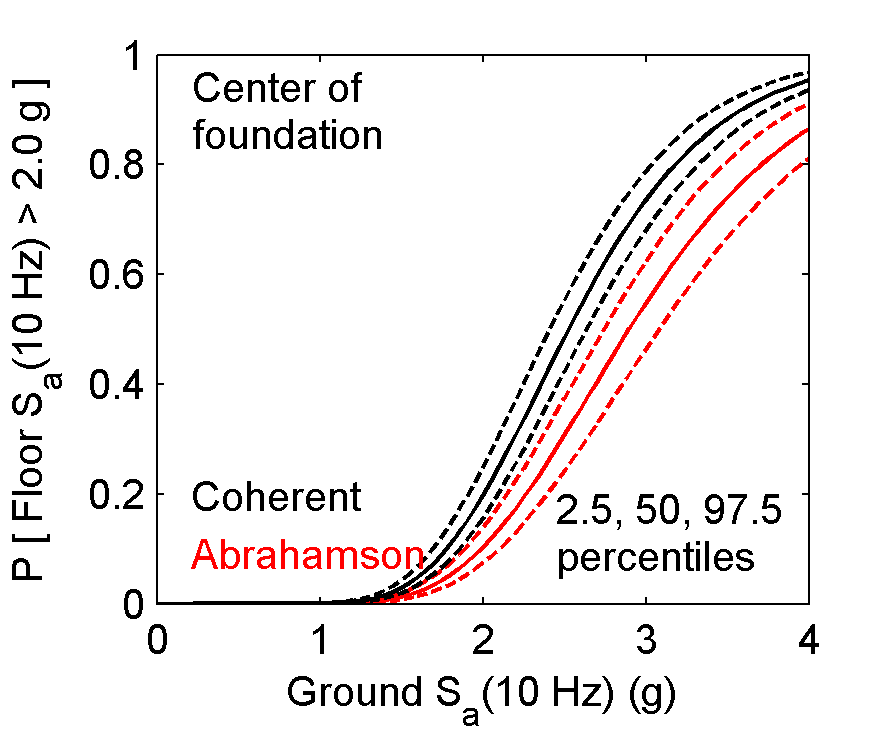 1
0.8
0.6
0.4
0.2
0
P [ Floor Sa(10 Hz) > 2.0 g ]
Center of
foundation
Coherent
Abrahamson
2.5, 50, 97.5
percentiles
0 1 2 3 4
Ground Sa(10 Hz) (g)